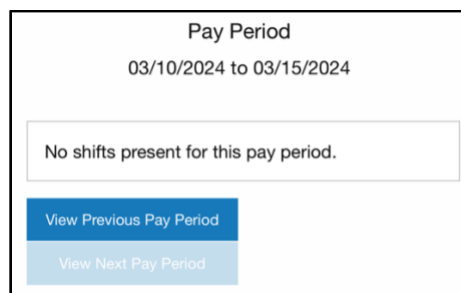 Pay Period
03/10/2024 to 03/15/2024
No shifts present for this pay period.
View Previous Pay Period
View Next Pay Period